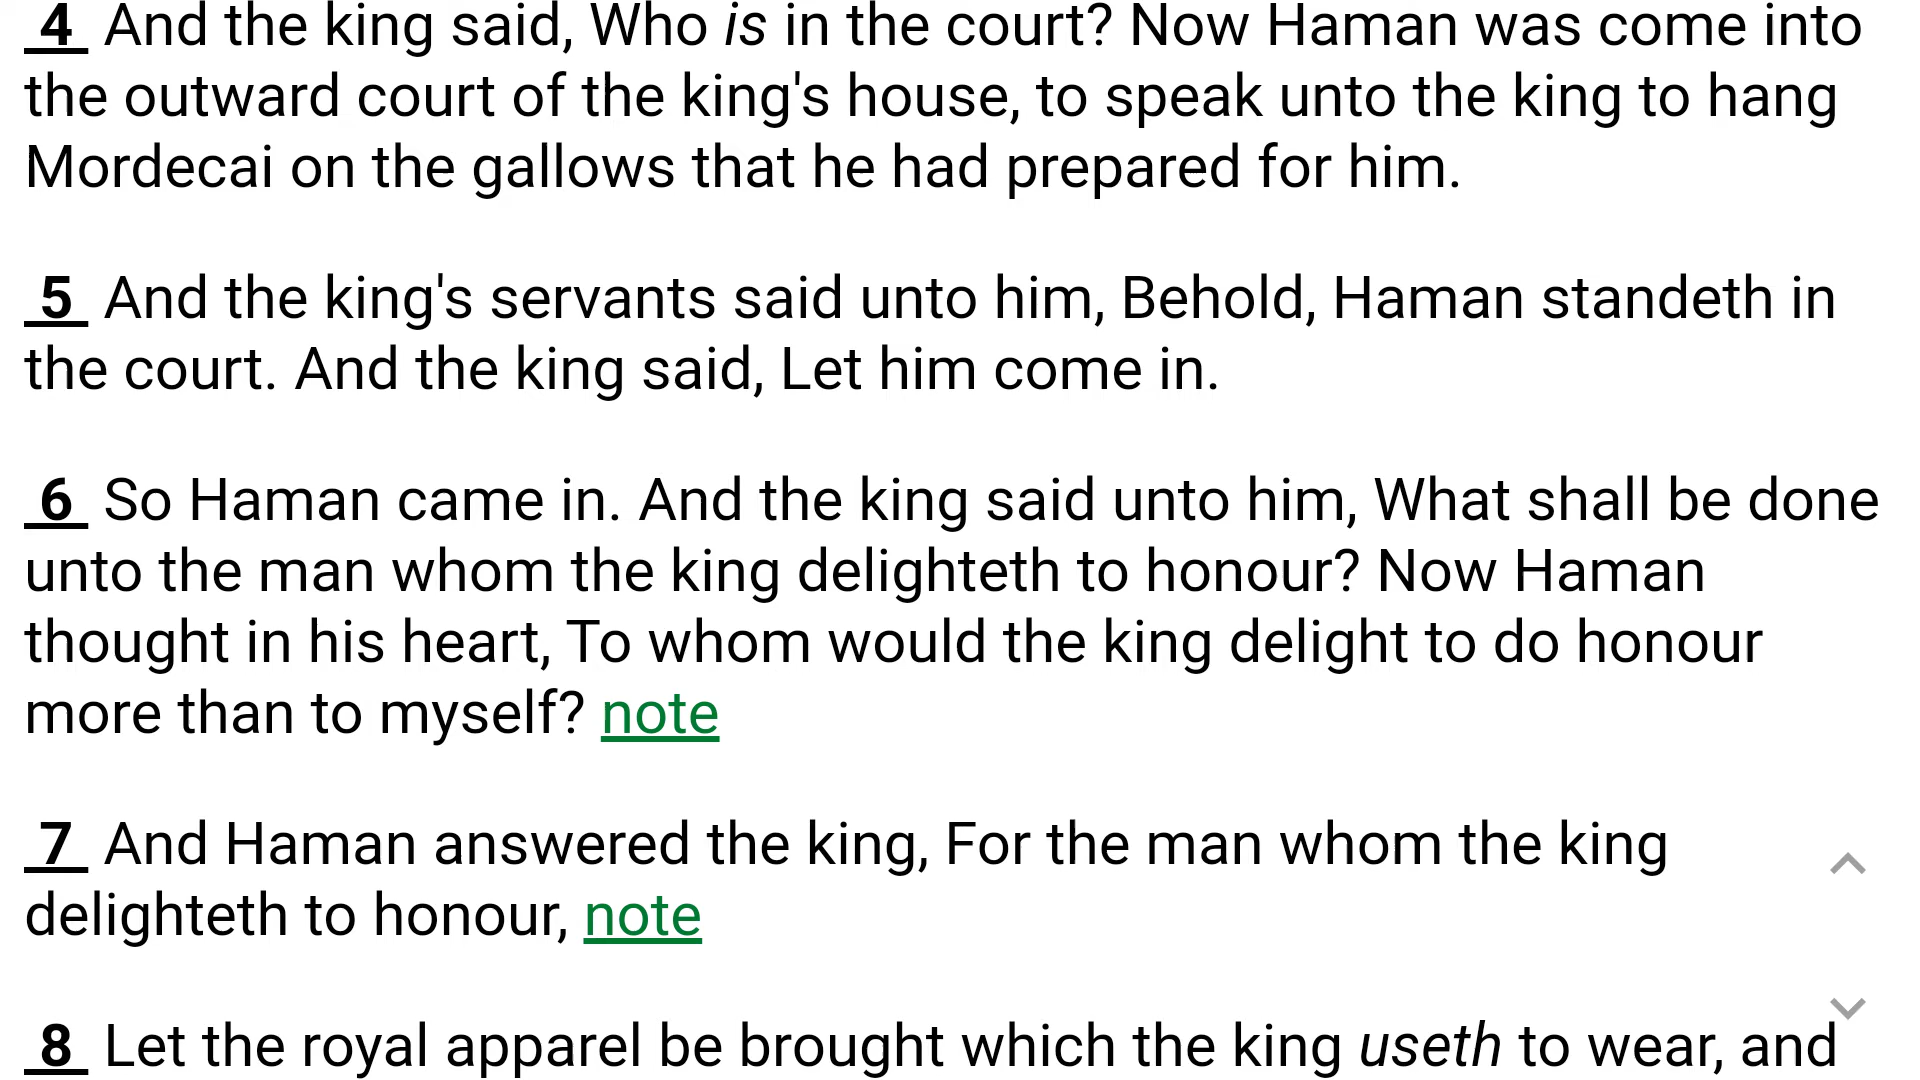 4 And the king said, Who is in the court? Now Haman was come into
the outward court of the king's house, to speak unto the king to hang
Mordecai on the gallows that he had prepared for him.
5 And the king's servants said unto him, Behold, Haman standeth in
the court. And the king said, Let him come in.
6 So Haman came in. And the king said unto him, What shall be done
unto the man whom the king delighteth to honour? Now Haman
thought in his heart, To whom would the king delight to do honour
more than to myself? note
7 And Haman answered the king, For the man whom the king
delighteth to honour, note
8 Let the royal apparel be brought which the king useth to wear, and